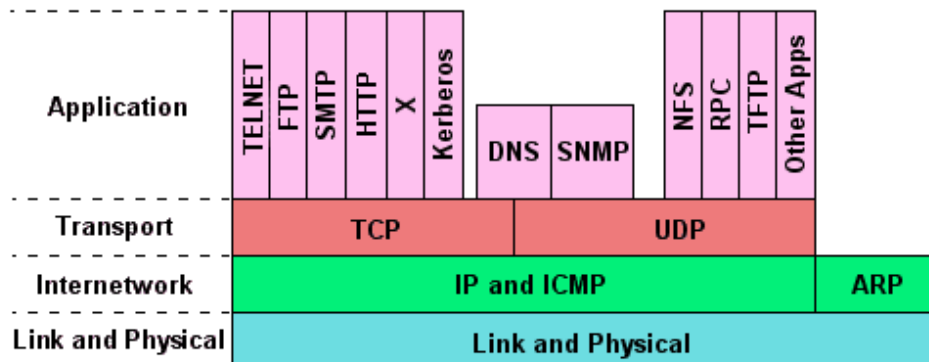 Application
TELNET
FTP
SMTP
HTTP
X
Kerberos
DNS
SNMP
NFS
RPC
TFTP
Other Apps
Transport
TCP
UDP
Internetwork
IP and ICMP
ARP
Link and Physical
Link and Physical